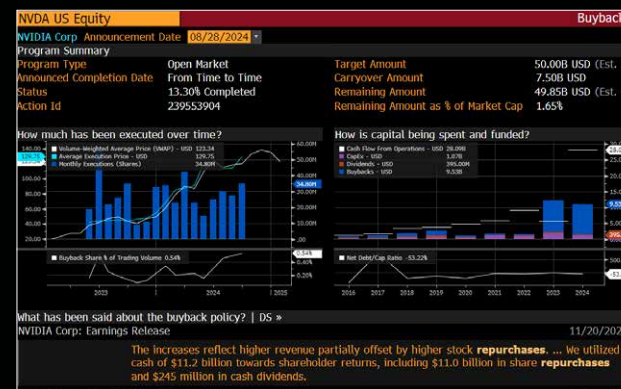 NVDA US Equity Buyback
NVIDIA Corp Announcement Date 08/28/2024
Program Summary
Program Type Open Market Target Amount 50.00B USD (Est.
Announced Completion Date From Time to Time Carryover Amount 7.50B USD
Status 13.30% Completed Remaining Amount 49.85B USD (Est.
Action Id 239553904 Remaining Amount as % of Market Cap 1.65%
How much has been executed over time? How is capital being spent and funded?
Volume-Weighted Average Price (VWAP) - USD 123.34
Average Execution Price - USD 129.75
Monthly Executions (Shares) 34.80M
Cash Flow From Operations - USD 28.09B
CapEx - USD 1.07B
Dividends - USD 395.00M
Buybacks - USD 9.53B
140.00
129.75
100.00
80.00
60.00
40.00
20.00
60.00M
50.00M
40.00M
34.80M
30.00M
20.00M
10.00M
.00
Buyback Share % of Trading Volume 0.54%
0.54%
0.40%
0.20%
Net Debt/Cap Ratio -53.22%
2023 2024 2025
2016 2017 2018 2019 2020 2021 2022 2023 2024
What has been said about the buyback policy? | DS »
NVIDIA Corp: Earnings Release 11/20/202
The increases reflect higher revenue partially offset by higher stock repurchases. ... We utilized
cash of $11.2 billion towards shareholder returns, including $11.0 billion in share repurchases
and $245 million in cash dividends.